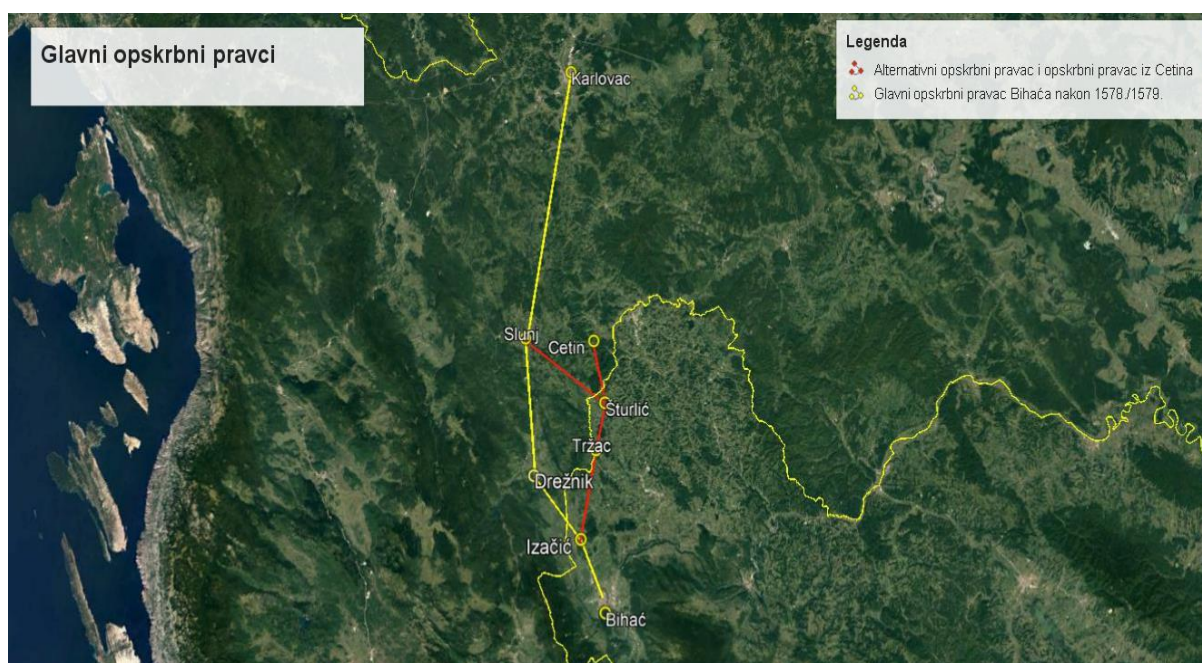 Glavni opskrbni pravci
Legenda
Alternativni opskrbni pravac i opskrbni pravac iz Cetina
Glavni opskrbni pravac Bihaća nakon 1578./1579.
Karlovac
Slunj
Cetin
Šturlić
Tržac
Drežnik
Izačić
Bihać